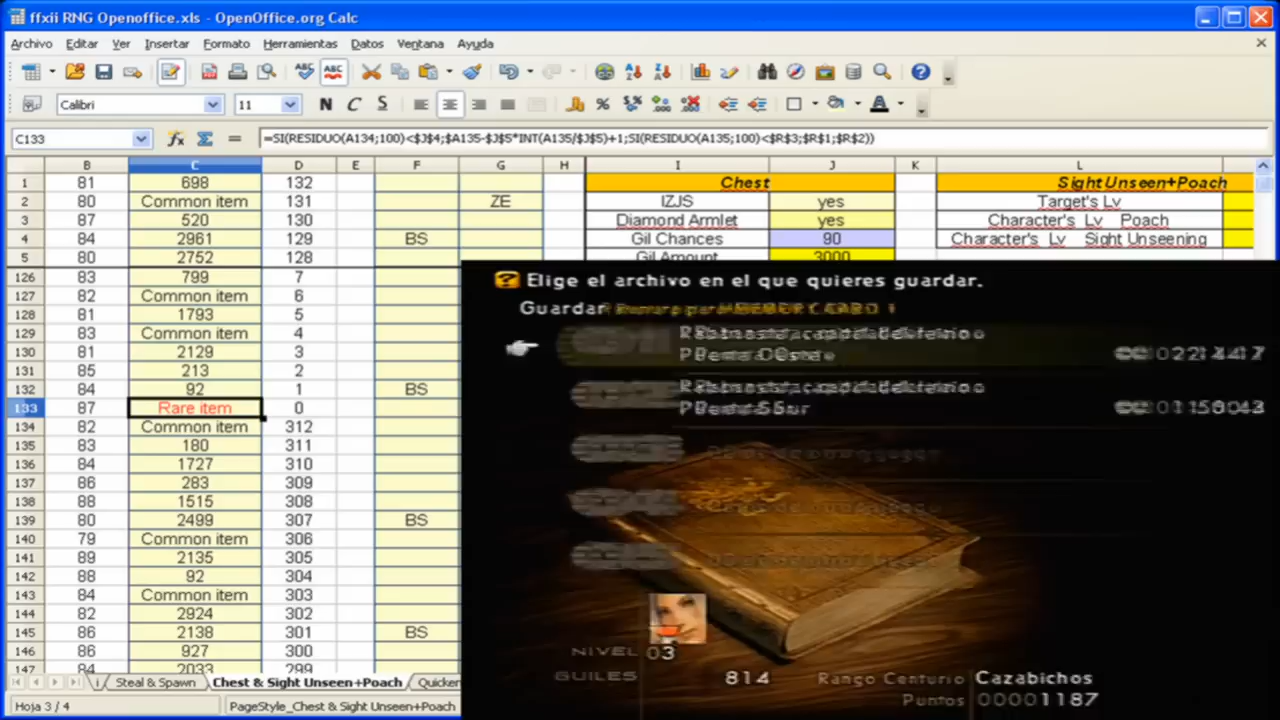 ffxii RNG Openoffice.xls - OpenOffice.org Calc
Archivo Editar Ver Insertar Formato Herramientas Datos Ventana Ayuda
Calibri 11 N C S
C133 =SI(RESIDUO(A134;100)<$J$4;$A135-$J$5*INT(A135/$J$5)+1;SI(RESIDUO(A135;100)<$R$3;$R$1;$R$2))
B C D E F G H I J K L
1 81 698 132 Chest SightUnseen+Poach
2 80 Common item 131 ZE IZJS yes Target's Lv
3 87 520 130 Diamond Armlet yes Character's Lv Poach
4 84 2961 129 BS Gil Chances 90 Character's Lv Sight Unseening
5 80 2752 128 Gil Amount 3000
126 83 799 7
127 82 Common item 6
128 81 1793 5
129 83 Common item 4
130 81 2129 3
131 85 213 2
132 84 92 1 BS
133 87 Rare item 0
134 82 Common item 312
135 83 180 311
136 84 1727 310
137 86 283 309
138 88 1515 308
139 80 2499 307 BS
140 79 Common item 306
141 89 2135 305
142 88 92 304
143 84 Common item 303
144 82 2924 302
145 86 2138 301 BS
146 86 927 300
147 84 2033 299
Elige el archivo en el que quieres guardar.
Guardar
NIVEL 03
GUILES 814 Rango Centurio Cazabichos
Puntos 00001187
Steal & Spawn Chest & Sight Unseen+Poach Quicken
Hoja 3 / 4 PageStyle_Chest & Sight Unseen+Poach